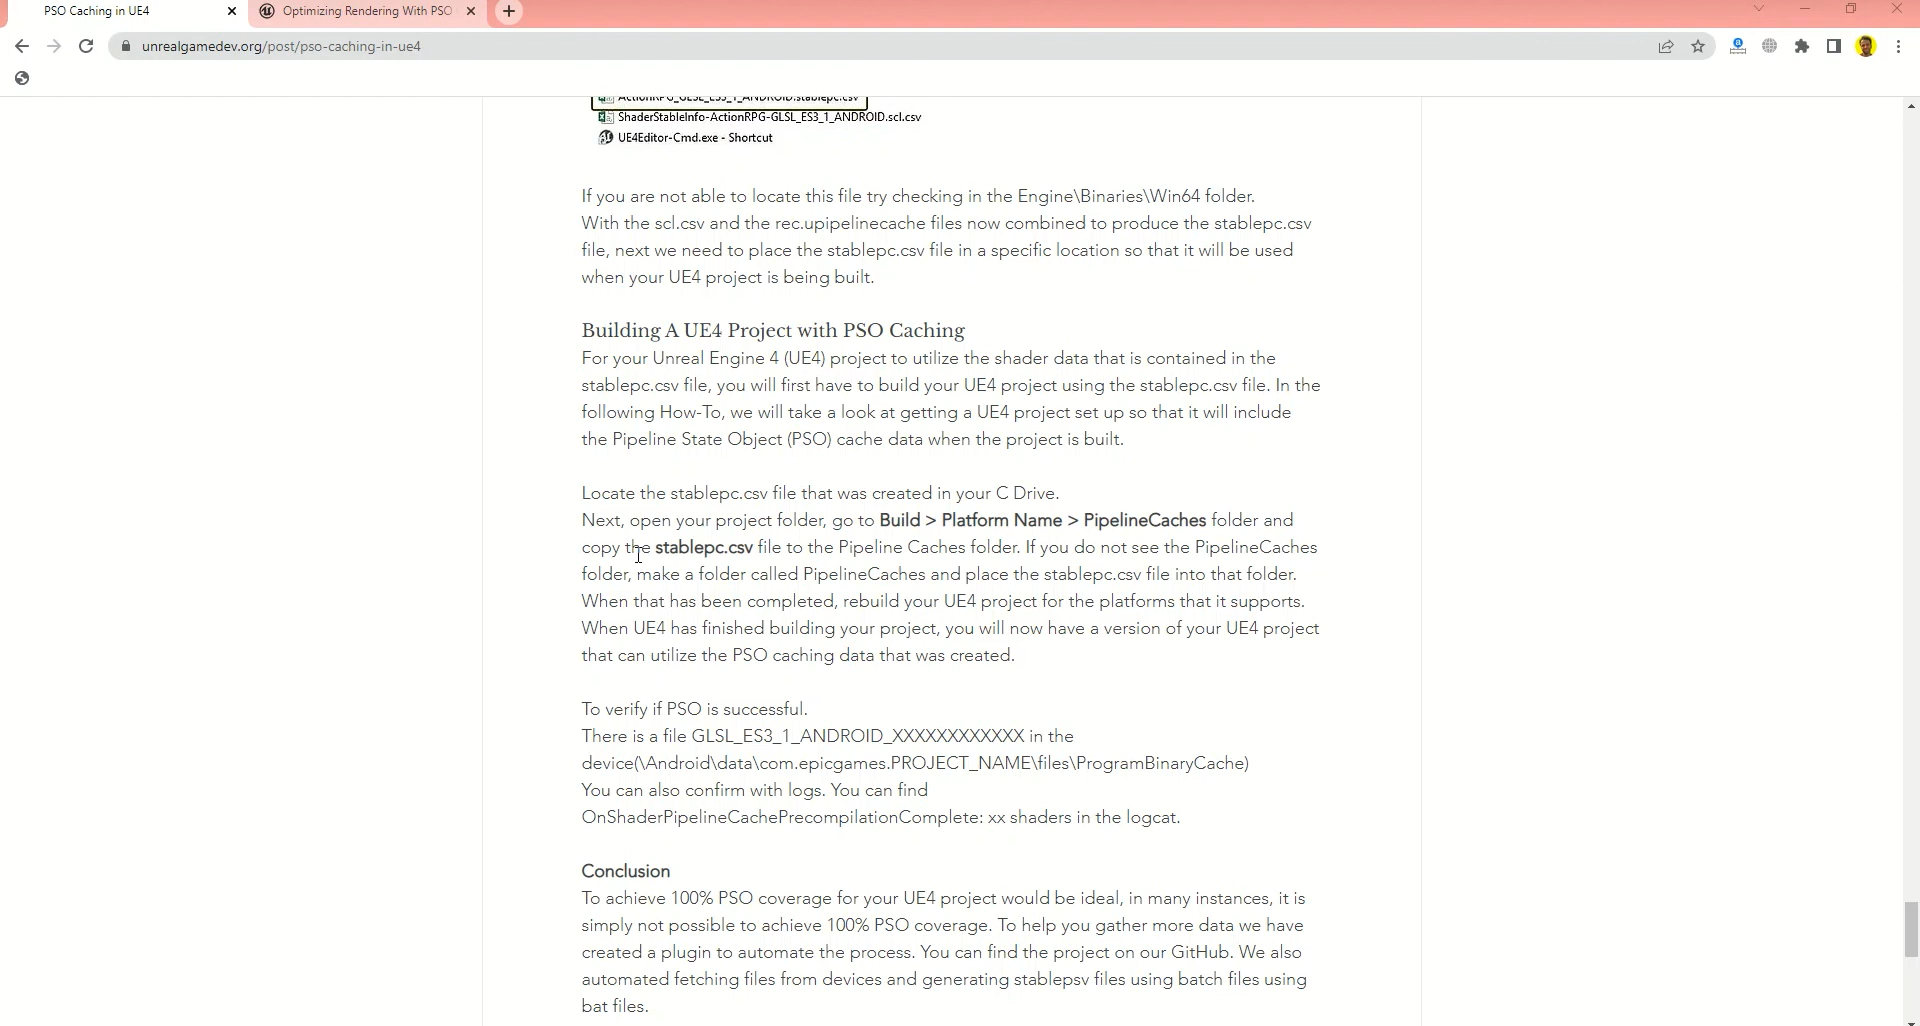 PSO Caching in UE4
Optimizing Rendering With PSO
unrealgamedev.org/post/pso-caching-in-ue4
ActionRPG_GLSL_ES3_1_ANDROID.stablepc.csv
ShaderStableInfo-ActionRPG-GLSL_ES3_1_ANDROID.scl.csv
UE4Editor-Cmd.exe - Shortcut
If you are not able to locate this file try checking in the Engine\Binaries\Win64 folder.
With the scl.csv and the rec.upipelinecache files now combined to produce the stablepc.csv
file, next we need to place the stablepc.csv file in a specific location so that it will be used
when your UE4 project is being built.
Building A UE4 Project with PSO Caching
For your Unreal Engine 4 (UE4) project to utilize the shader data that is contained in the
stablepc.csv file, you will first have to build your UE4 project using the stablepc.csv file. In the
following How-To, we will take a look at getting a UE4 project set up so that it will include
the Pipeline State Object (PSO) cache data when the project is built.
Locate the stablepc.csv file that was created in your C Drive.
Next, open your project folder, go to Build > Platform Name > PipelineCaches folder and
copy the stablepc.csv file to the Pipeline Caches folder. If you do not see the PipelineCaches
folder, make a folder called PipelineCaches and place the stablepc.csv file into that folder.
When that has been completed, rebuild your UE4 project for the platforms that it supports.
When UE4 has finished building your project, you will now have a version of your UE4 project
that can utilize the PSO caching data that was created.
To verify if PSO is successful.
There is a file GLSL_ES3_1_ANDROID_XXXXXXXXXXXX in the
device(\Android\data\com.epicgames.PROJECT_NAME\files\ProgramBinaryCache)
You can also confirm with logs. You can find
OnShaderPipelineCachePrecompilationComplete: xx shaders in the logcat.
Conclusion
To achieve 100% PSO coverage for your UE4 project would be ideal, in many instances, it is
simply not possible to achieve 100% PSO coverage. To help you gather more data we have
created a plugin to automate the process. You can find the project on our GitHub. We also
automated fetching files from devices and generating stablepsv files using batch files using
bat files.